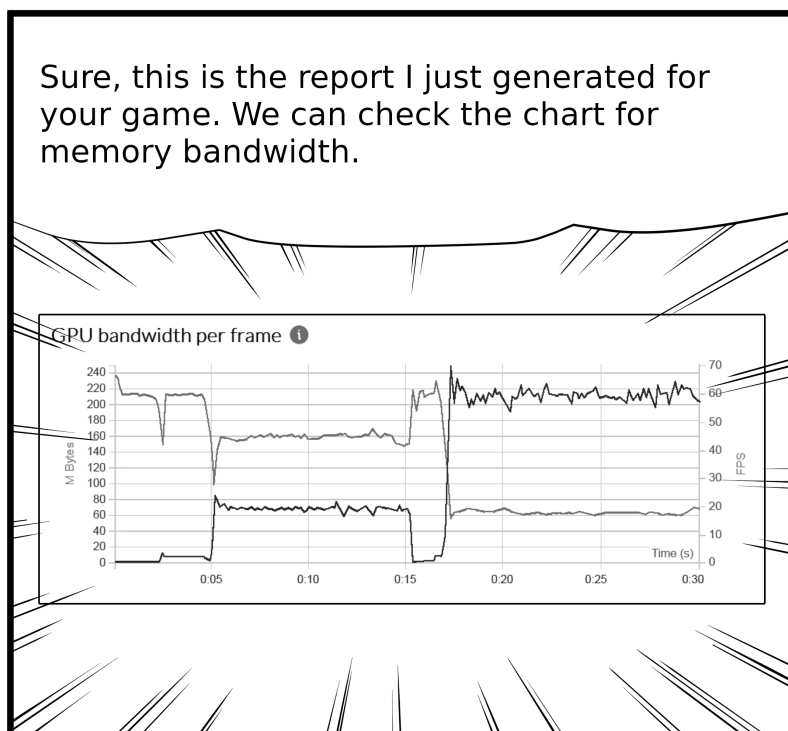 Sure, this is the report I just generated for
your game. We can check the chart for
memory bandwidth.
GPU bandwidth per frame i
240
220
200
180
160
140
120
100
80
60
40
20
0
M Bytes
70
60
50
40
30
20
10
0
FPS
Time (s)
0:05 0:10 0:15 0:20 0:25 0:30